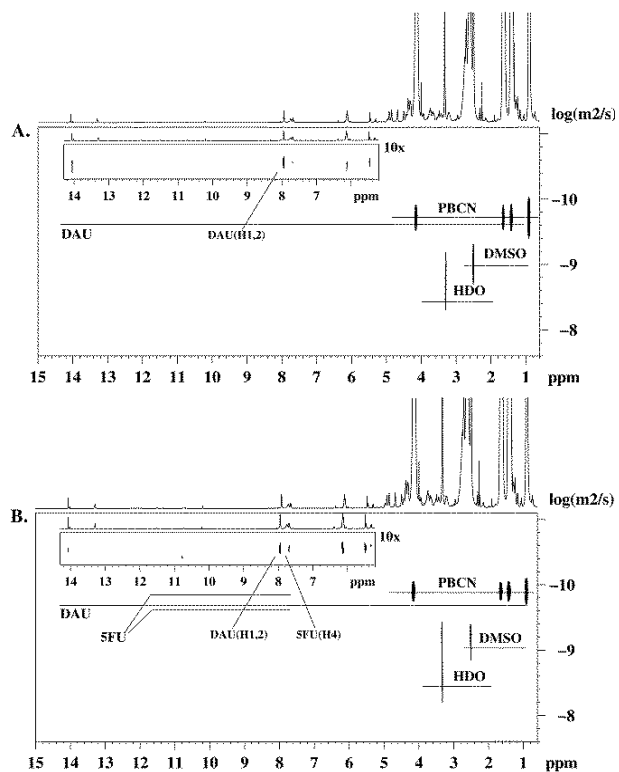 log(m2/s)
A.
10x
14 13 12 11 10 9 8 7 ppm
-10
PBCN
DAU
DAU(H1,2)
DMSO
-9
HDO
-8
15 14 13 12 11 10 9 8 7 6 5 4 3 2 1 ppm
log(m2/s)
B.
10x
14 13 12 11 10 9 8 7 ppm
-10
PBCN
DAU
5FU
DAU(H1,2)
5FU(H4)
DMSO
-9
HDO
-8
15 14 13 12 11 10 9 8 7 6 5 4 3 2 1 ppm